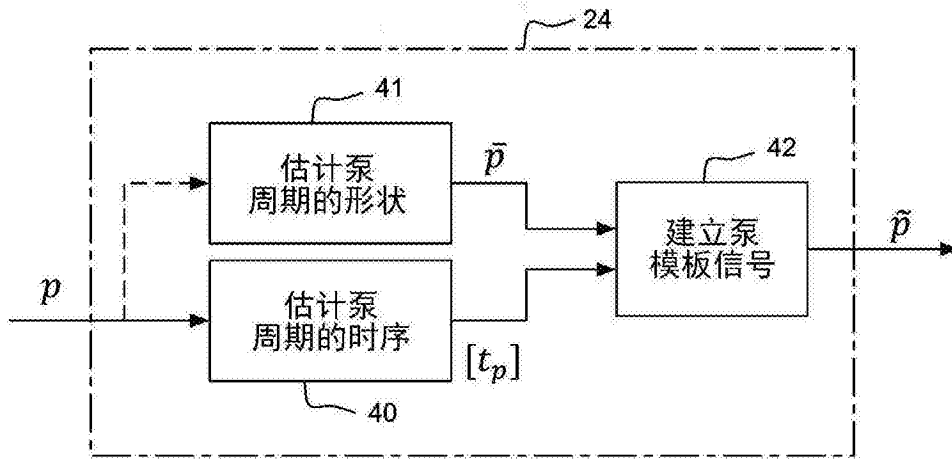 24
41
估计泵
周期的形状
p̄
42
建立泵
模板信号
p̃
p
估计泵
周期的时序
[tₚ]
40